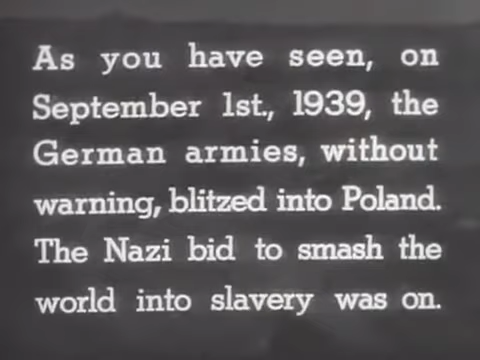 As you have seen, on
September 1st., 1939, the
German armies, without
warning, blitzed into Poland.
The Nazi bid to smash the
world into slavery was on.